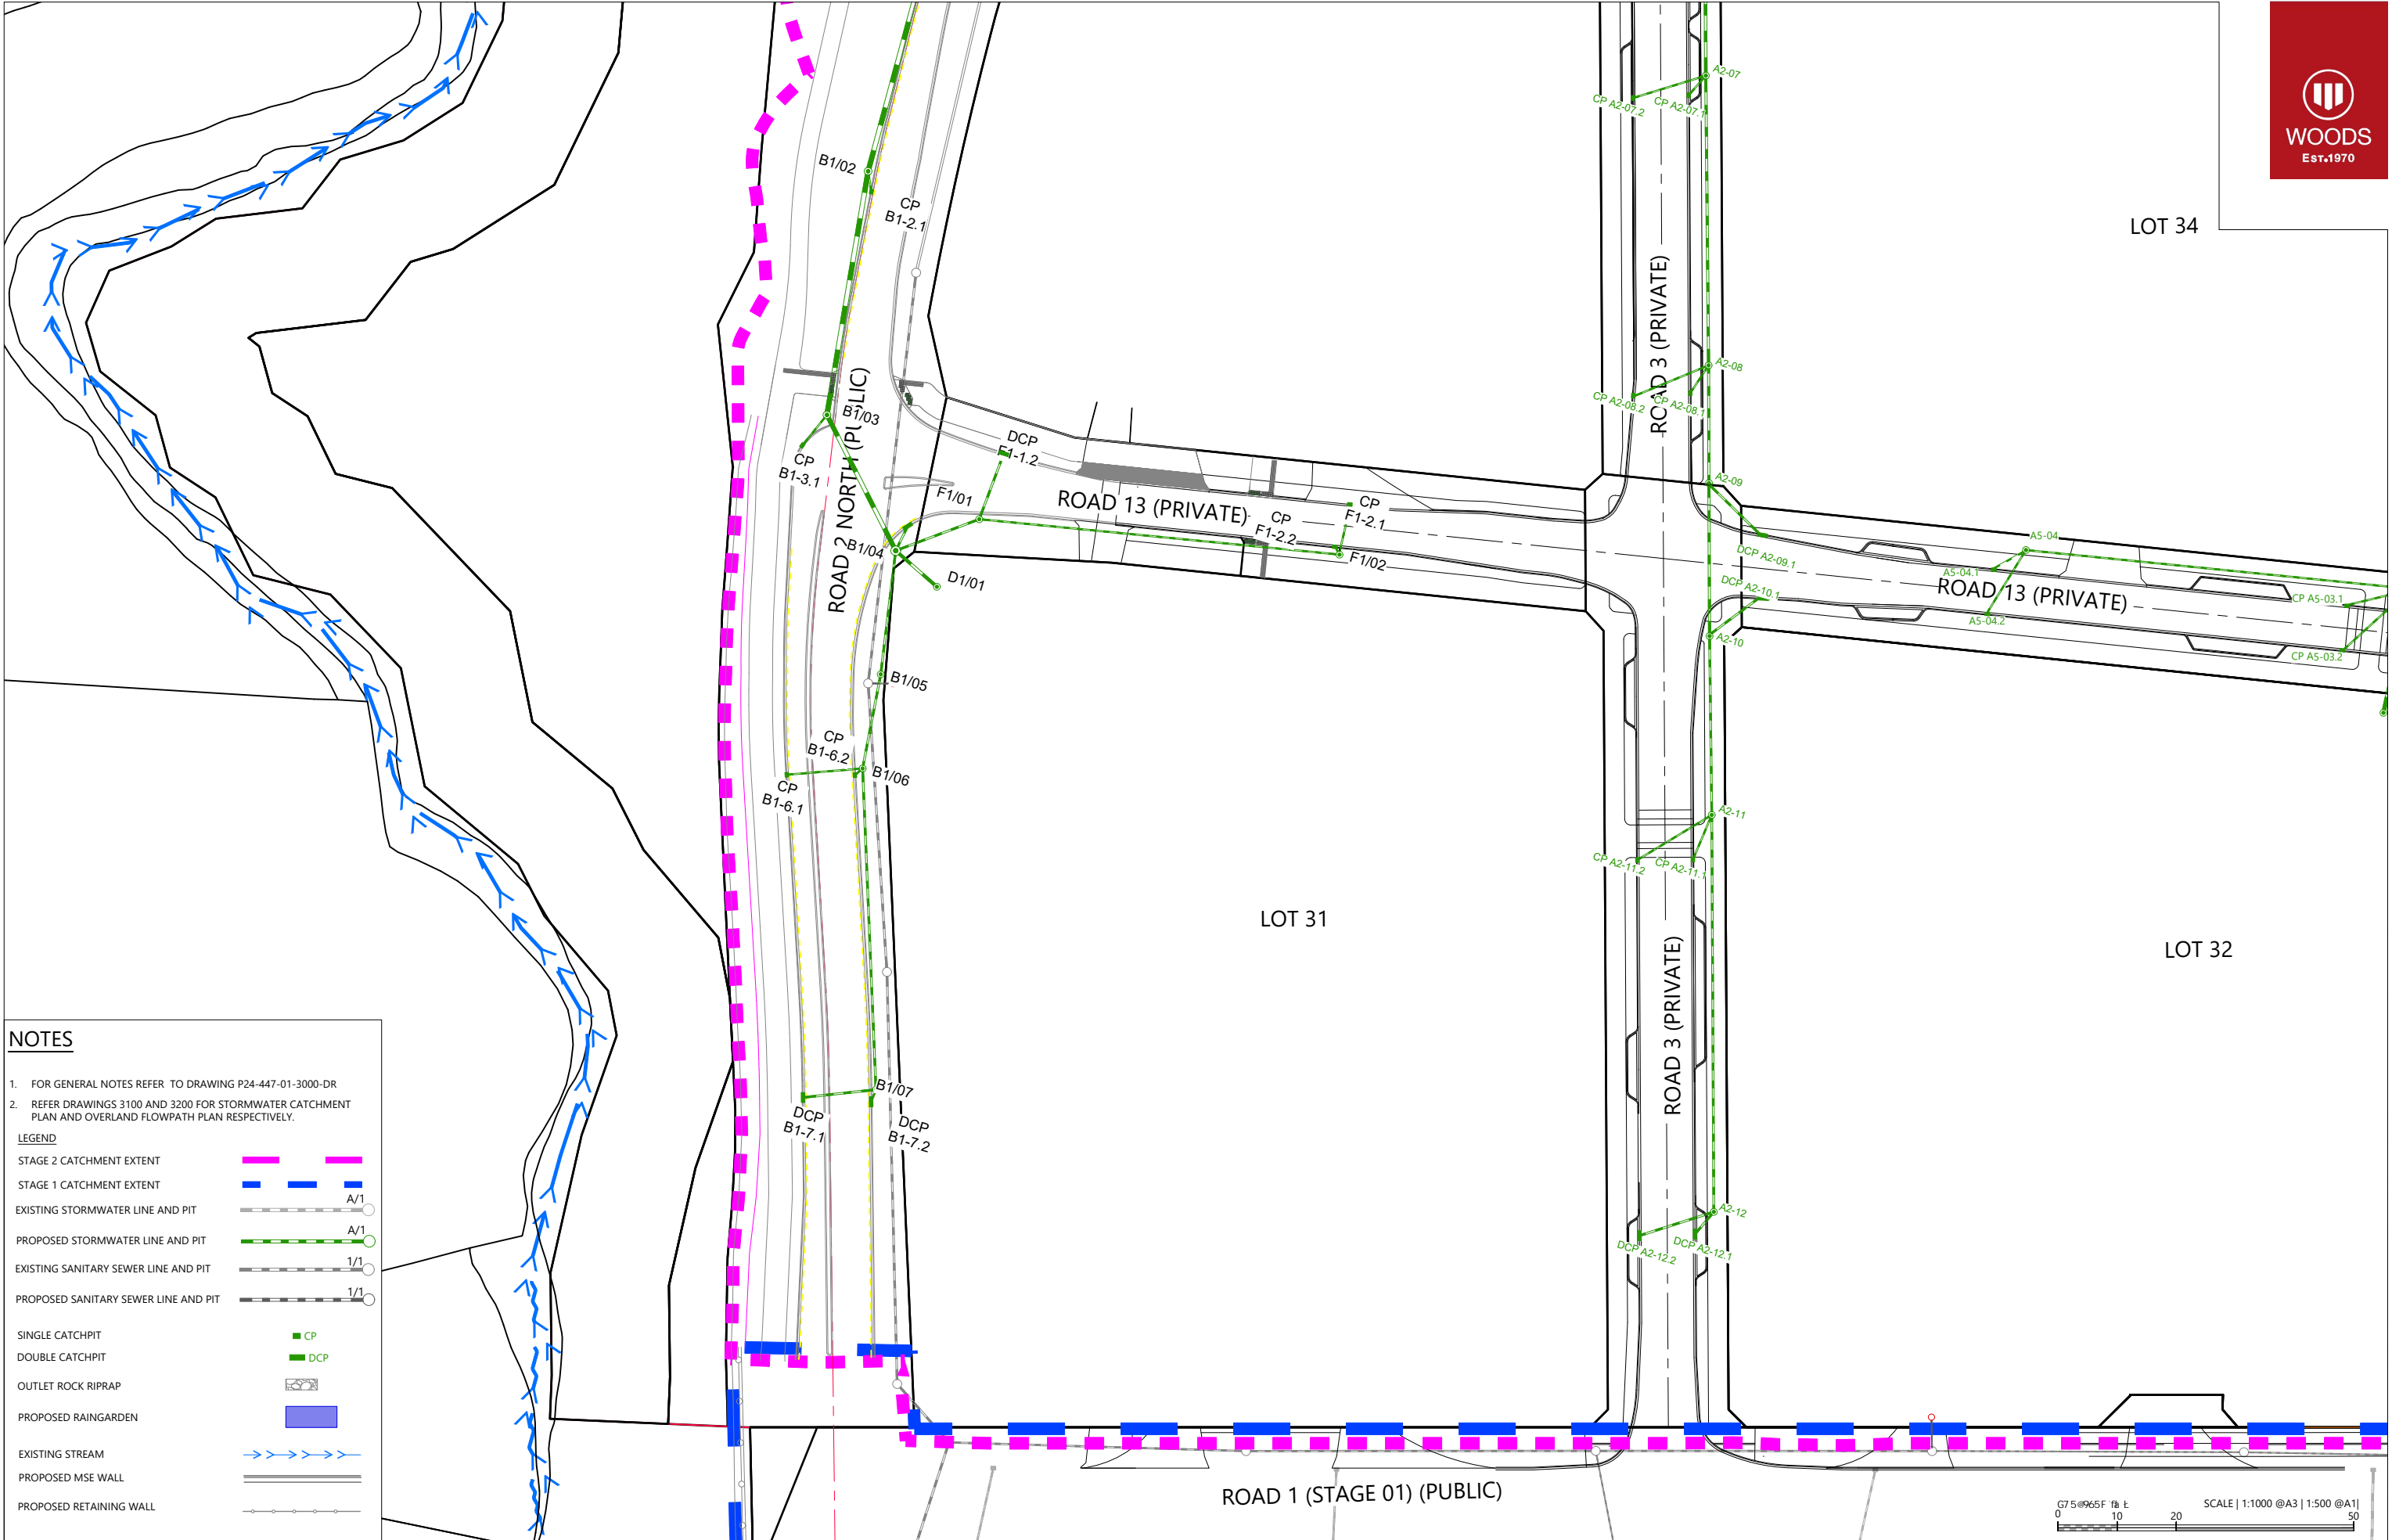 WOODS
EST.1970
A2-07
CP A2-07.2
CP A2-07.1
B1/02
CP
B1-2.1
LOT 34
ROAD 3 (PRIVATE)
A2-08
CP A2-08.2
CP A2-08.1
B1/03
CP
B1-3.1
ROAD 2 NORTH (PUBLIC)
DCP
F1-1.2
F1/01
ROAD 13 (PRIVATE)
CP
F1-2.1
CP
F1-2.2
F1/02
A2-09
DCP A2-09.1
A5-04
A5-04.1
A5-04.2
ROAD 13 (PRIVATE)
CP A5-03.1
CP A5-03.2
B1/04
D1/01
DCP A2-10.1
A2-10
B1/05
CP
B1-6.2
B1/06
CP
B1-6.1
A2-11
CP A2-11.2
CP A2-11.1
LOT 31
LOT 32
ROAD 3 (PRIVATE)
B1/07
DCP
B1-7.1
DCP
B1-7.2
A2-12
DCP A2-12.2
DCP A2-12.1
ROAD 1 (STAGE 01) (PUBLIC)
NOTES
1. FOR GENERAL NOTES REFER TO DRAWING P24-447-01-3000-DR
2. REFER DRAWINGS 3100 AND 3200 FOR STORMWATER CATCHMENT
PLAN AND OVERLAND FLOWPATH PLAN RESPECTIVELY.
LEGEND
STAGE 2 CATCHMENT EXTENT
STAGE 1 CATCHMENT EXTENT
EXISTING STORMWATER LINE AND PIT A/1
PROPOSED STORMWATER LINE AND PIT A/1
EXISTING SANITARY SEWER LINE AND PIT 1/1
PROPOSED SANITARY SEWER LINE AND PIT 1/1
SINGLE CATCHPIT CP
DOUBLE CATCHPIT DCP
OUTLET ROCK RIPRAP
PROPOSED RAINGARDEN
EXISTING STREAM
PROPOSED MSE WALL
PROPOSED RETAINING WALL
SCALE | 1:1000 @A3 | 1:500 @A1|
0 10 20 50